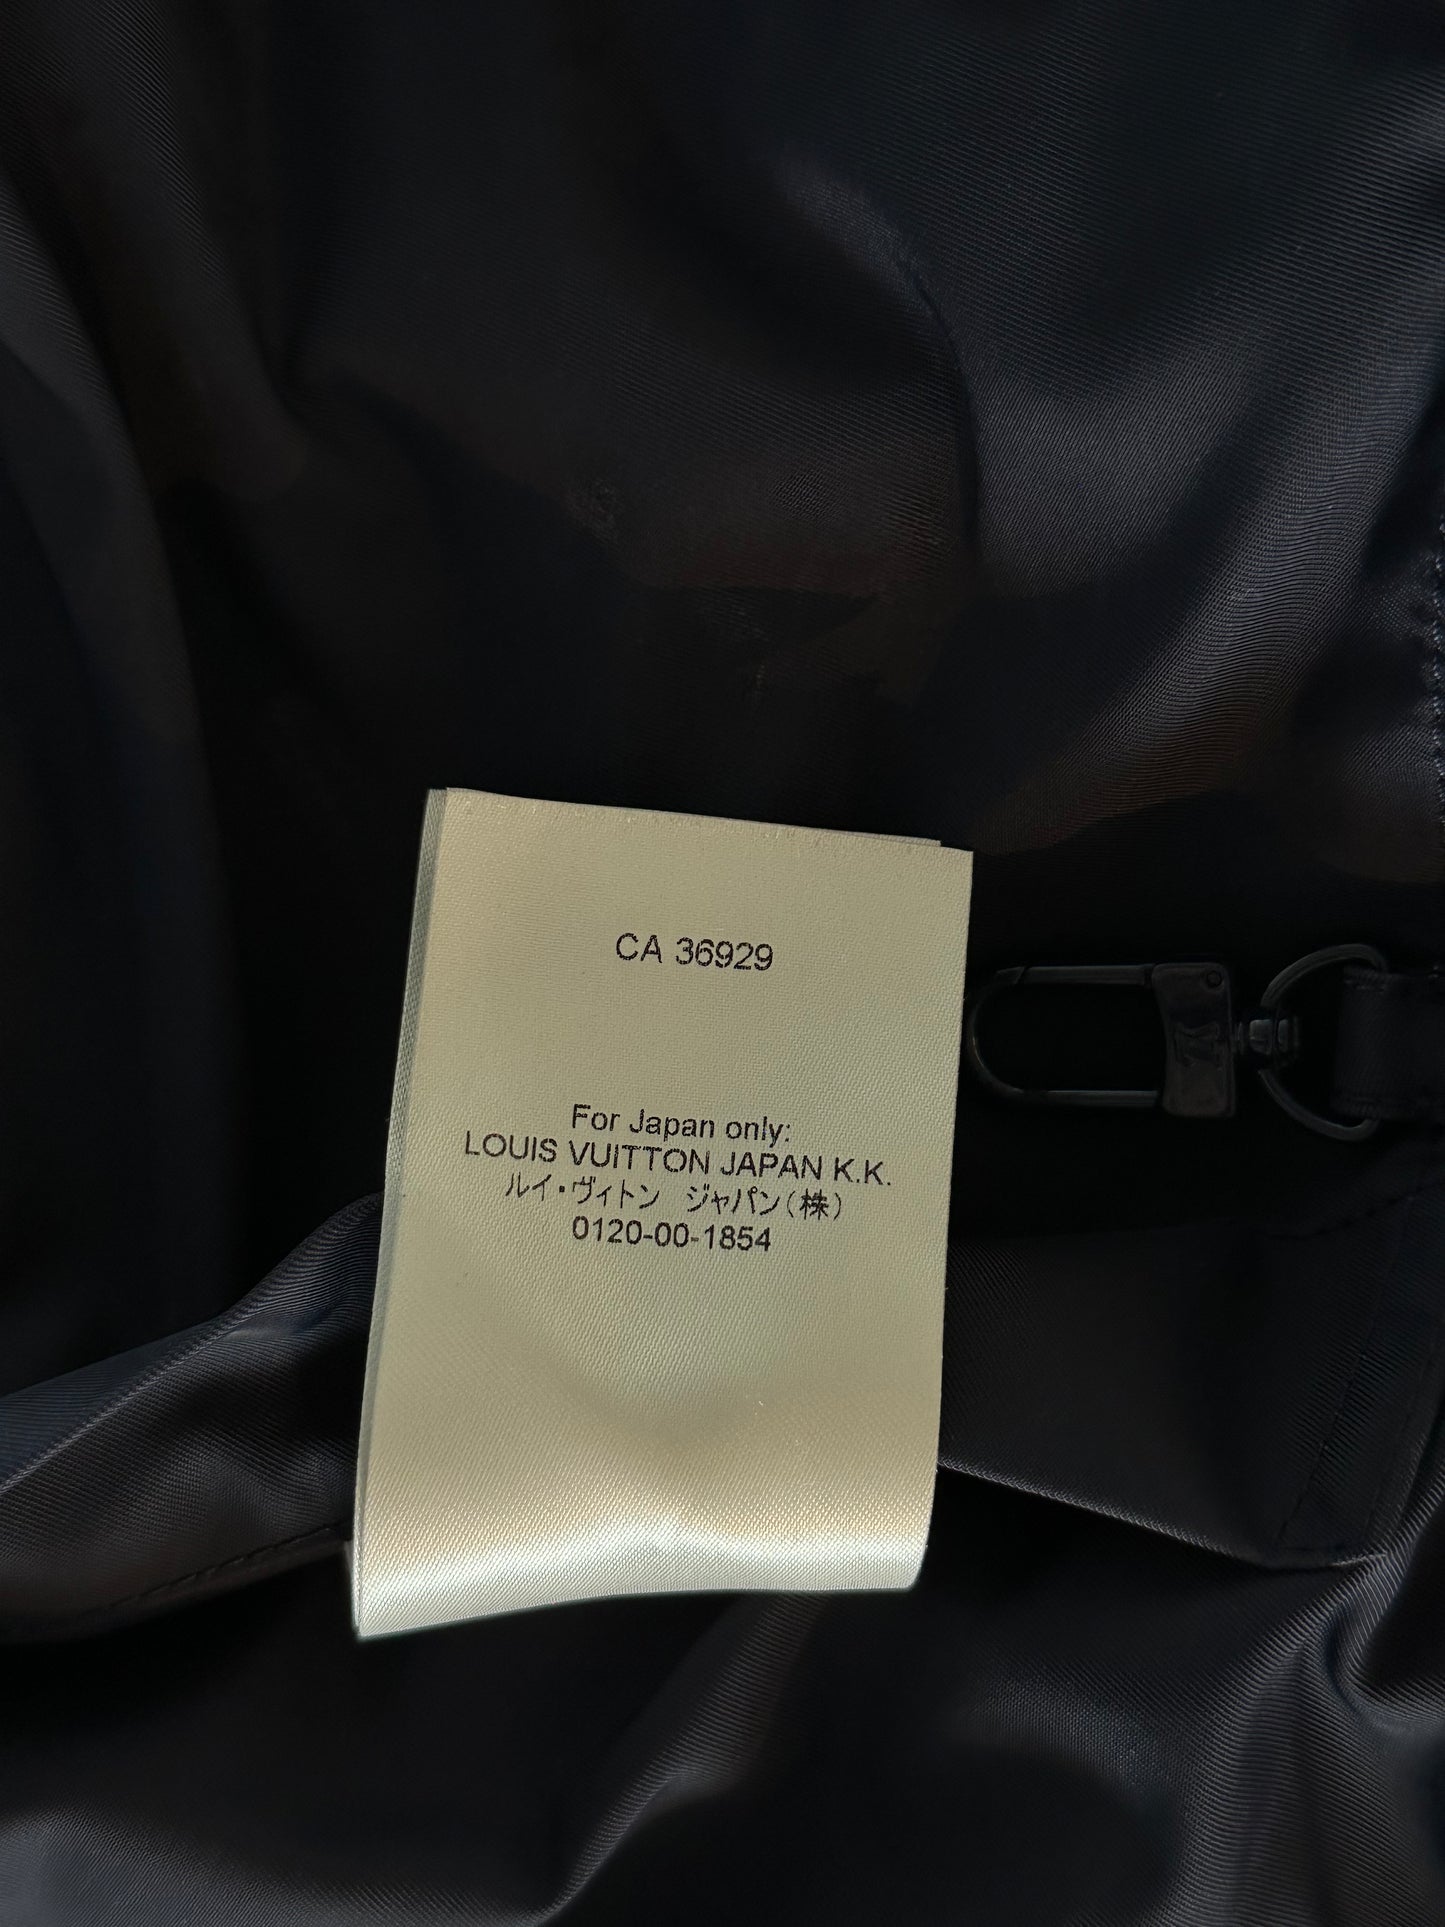 CA 36929
For Japan only:
LOUIS VUITTON JAPAN K.K.
ルイ・ヴィトン ジャパン(株)
0120-00-1854
LV